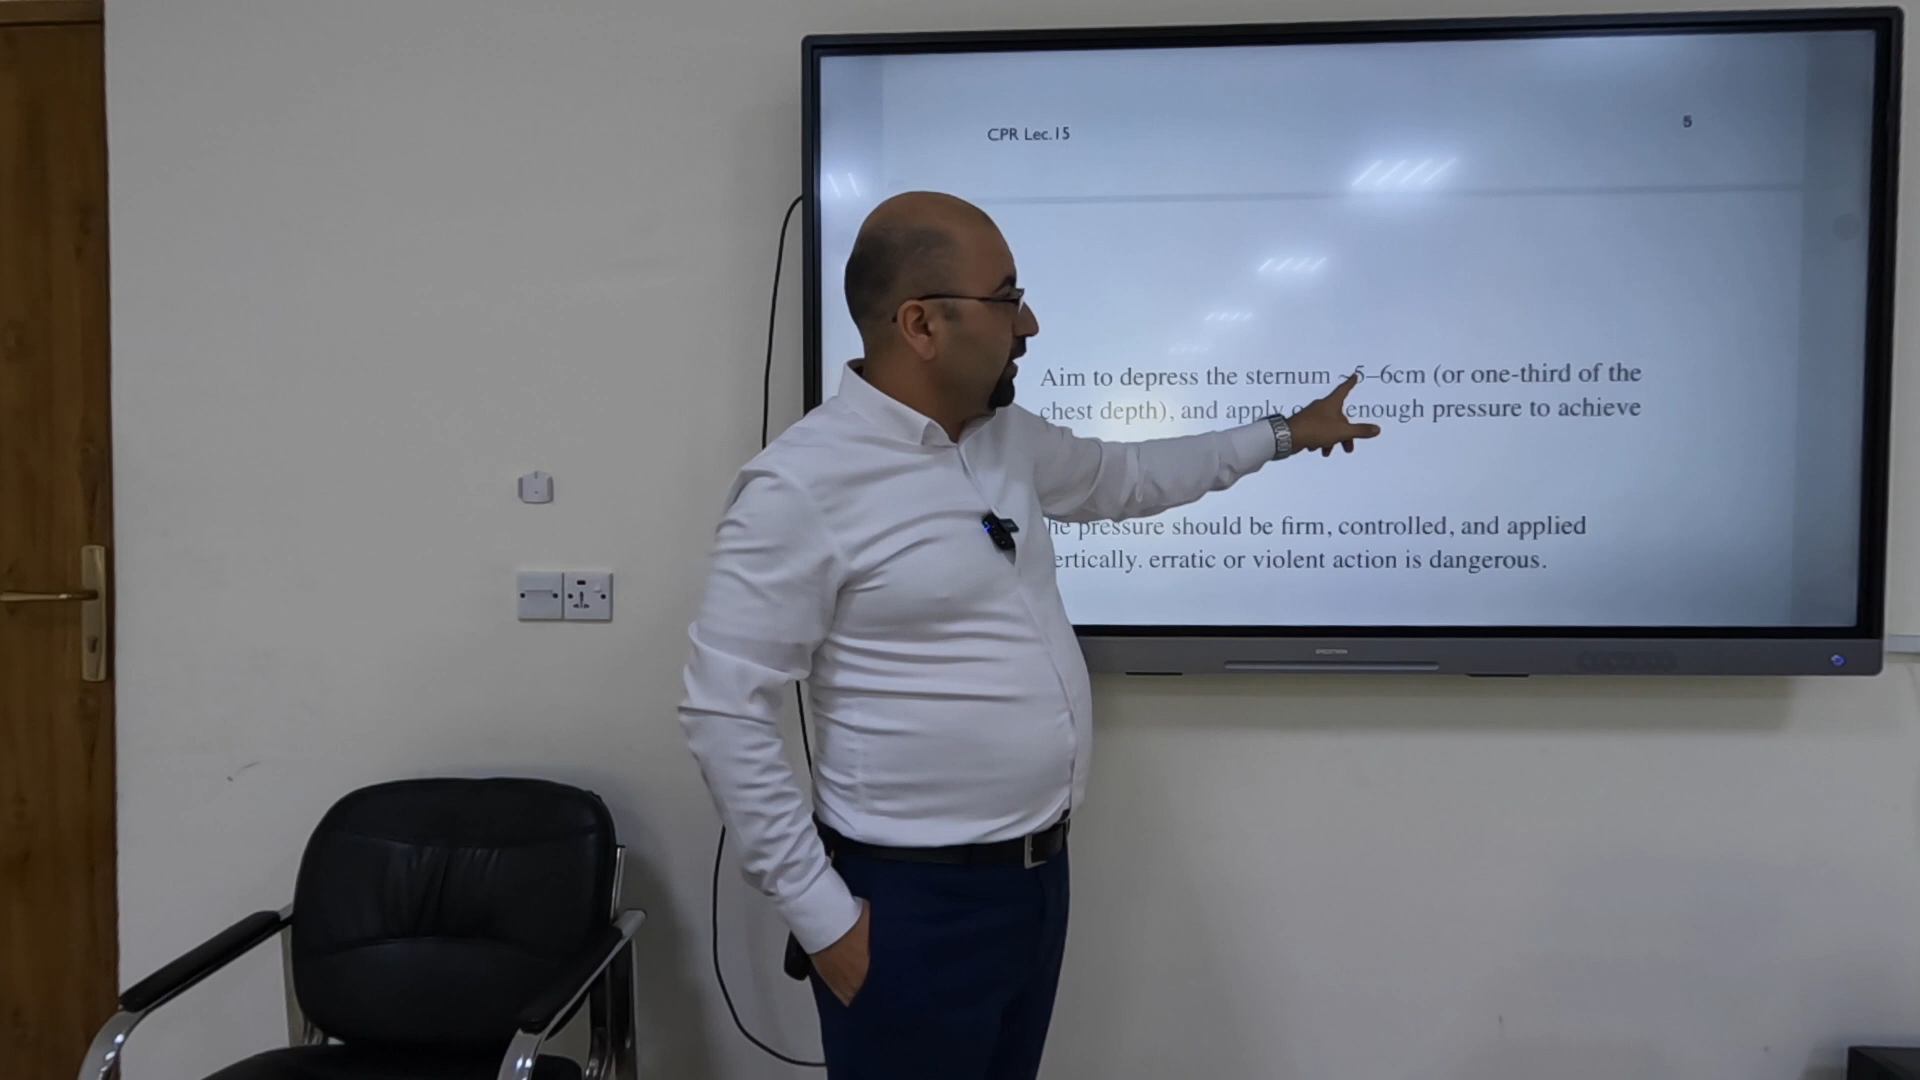 CPR Lec.15
5
Aim to depress the sternum ~5–6cm (or one-third of the
chest depth), and apply enough pressure to achieve
pressure should be firm, controlled, and applied
erratic or violent action is dangerous.